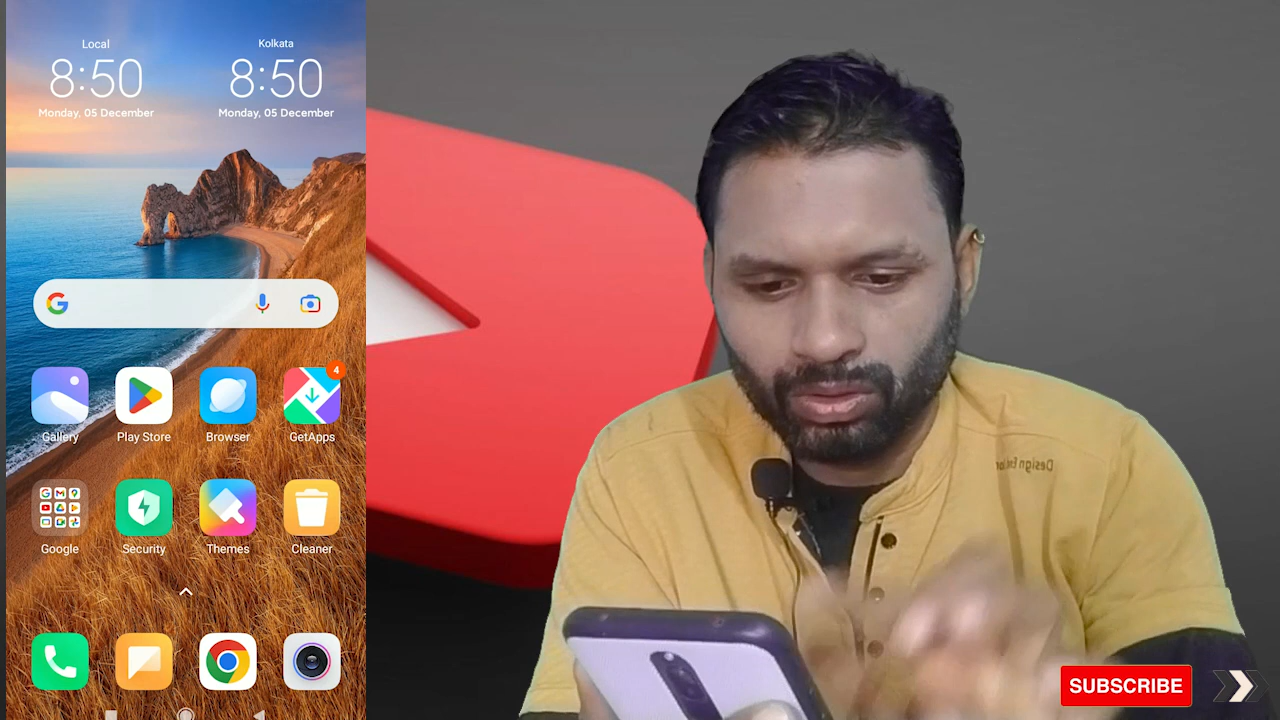 Local Kolkata
8:50 8:50
Monday, 05 December Monday, 05 December
G
4
Gallery Play Store Browser GetApps
Google Security Themes Cleaner
SUBSCRIBE